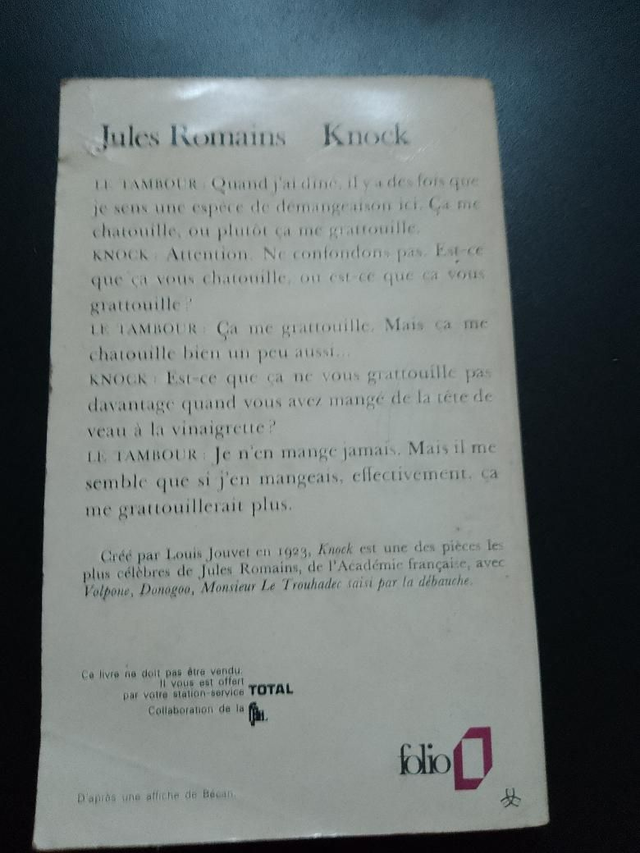 Jules Romains Knock
LE TAMBOUR : Quand j'ai dîné, il y a des fois que
je sens une espèce de démangeaison ici. Ça me
chatouille, ou plutôt ça me grattouille.
KNOCK : Attention. Ne confondons pas. Est-ce
que ça vous chatouille, ou est-ce que ça vous
grattouille ?
LE TAMBOUR : Ça me grattouille. Mais ça me
chatouille bien un peu aussi...
KNOCK : Est-ce que ça ne vous grattouille pas
davantage quand vous avez mangé de la tête de
veau à la vinaigrette ?
LE TAMBOUR : Je n'en mange jamais. Mais il me
semble que si j'en mangeais, effectivement, ça
me grattouillerait plus.
Créé par Louis Jouvet en 1923, Knock est une des pièces les
plus célèbres de Jules Romains, de l'Académie française, avec
Volpone, Donogoo, Monsieur Le Trouhadec saisi par la débauche.
Ce livre ne doit pas être vendu.
Il vous est offert
par votre station-service TOTAL
Collaboration de la
folio
D'après une affiche de Bécan.